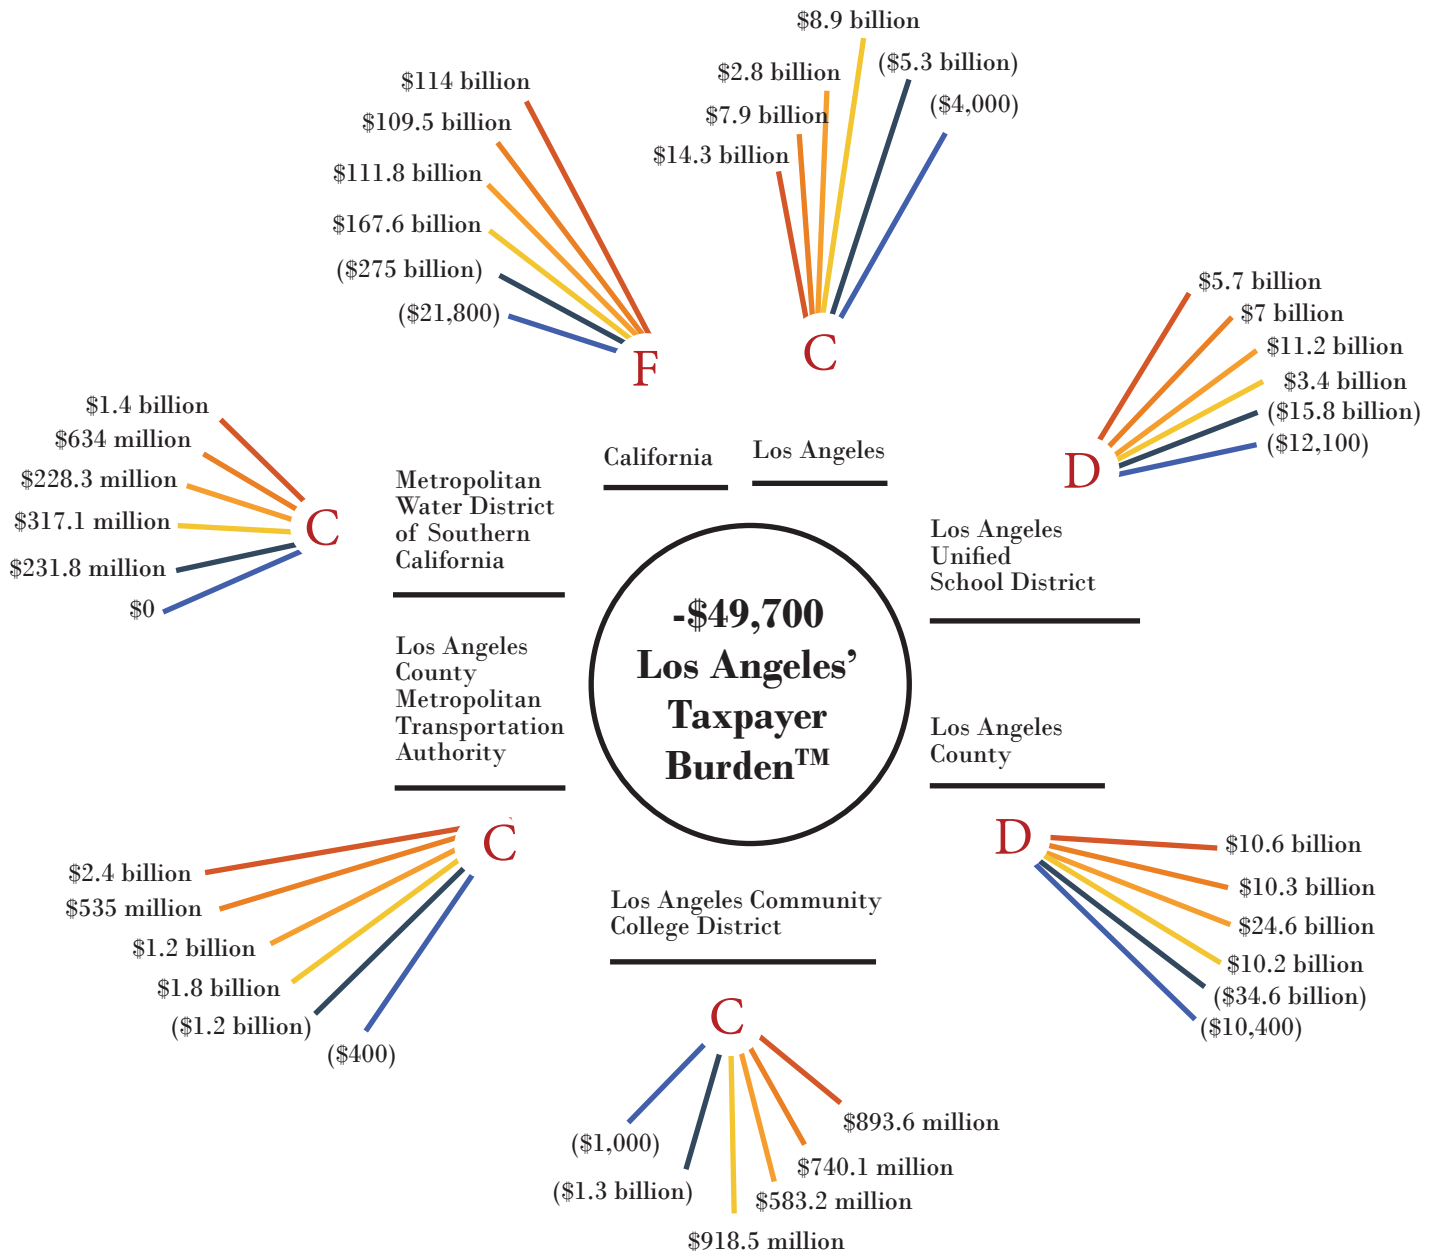 $8.9 billion
($5.3 billion)
$2.8 billion
($4,000)
$7.9 billion
$14.3 billion
C
Los Angeles
$114 billion
$109.5 billion
$111.8 billion
$167.6 billion
($275 billion)
($21,800)
F
California
$5.7 billion
$7 billion
$11.2 billion
$3.4 billion
($15.8 billion)
($12,100)
D
Los Angeles
Unified
School District
$1.4 billion
$634 million
$228.3 million
$317.1 million
$231.8 million
$0
C
Metropolitan
Water District
of Southern
California
-$49,700
Los Angeles’
Taxpayer
Burden™
Los Angeles
County
Metropolitan
Transportation
Authority
C
$2.4 billion
$535 million
$1.2 billion
$1.8 billion
($1.2 billion)
($400)
Los Angeles
County
D
$10.6 billion
$10.3 billion
$24.6 billion
$10.2 billion
($34.6 billion)
($10,400)
Los Angeles Community
College District
C
$893.6 million
$740.1 million
$583.2 million
$918.5 million
($1.3 billion)
($1,000)